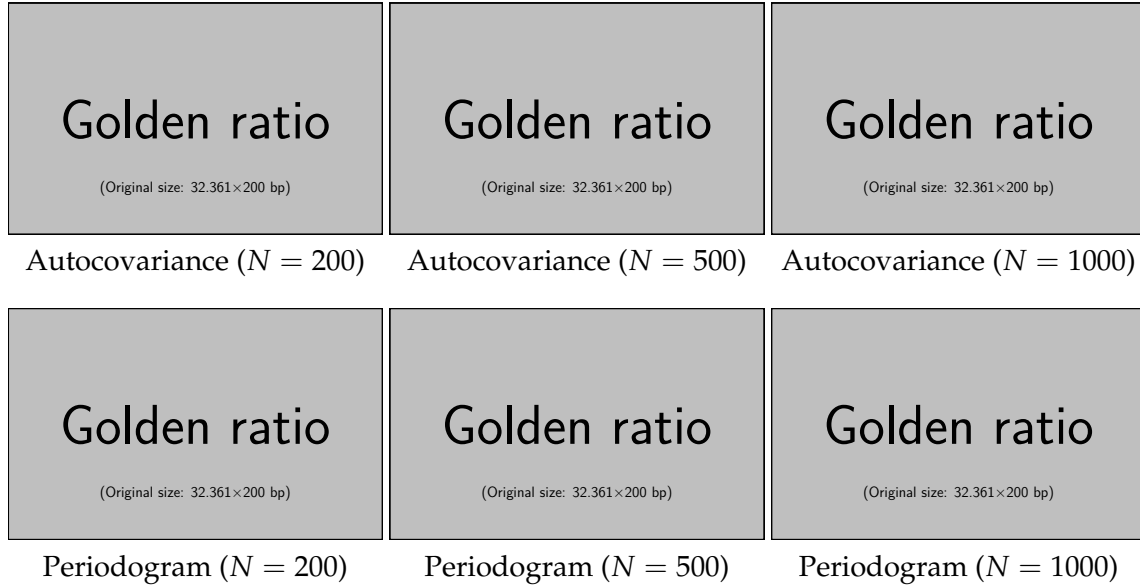 Golden ratio
(Original size: 32.361×200 bp)
Golden ratio
(Original size: 32.361×200 bp)
Golden ratio
(Original size: 32.361×200 bp)
Autocovariance (N = 200)
Autocovariance (N = 500)
Autocovariance (N = 1000)
Golden ratio
(Original size: 32.361×200 bp)
Golden ratio
(Original size: 32.361×200 bp)
Golden ratio
(Original size: 32.361×200 bp)
Periodogram (N = 200)
Periodogram (N = 500)
Periodogram (N = 1000)